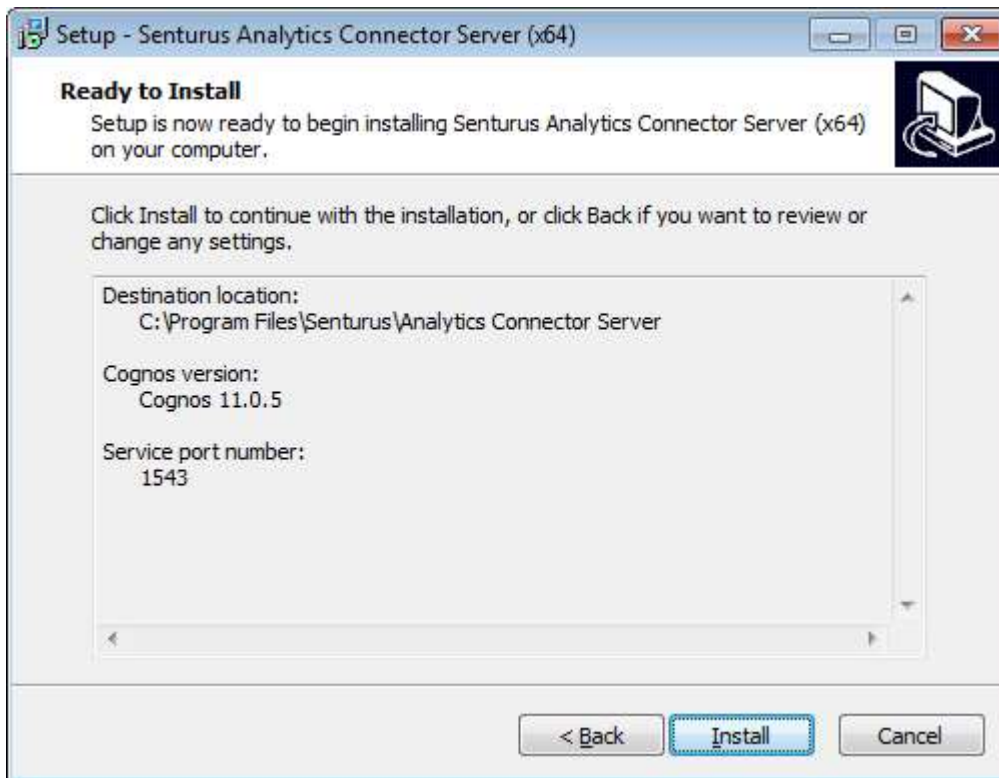 Setup - Senturus Analytics Connector Server (x64)
Ready to Install
Setup is now ready to begin installing Senturus Analytics Connector Server (x64)
on your computer.
Click Install to continue with the installation, or click Back if you want to review or
change any settings.
Destination location:
C:\Program Files\Senturus\Analytics Connector Server
Cognos version:
Cognos 11.0.5
Service port number:
1543
< Back
Install
Cancel